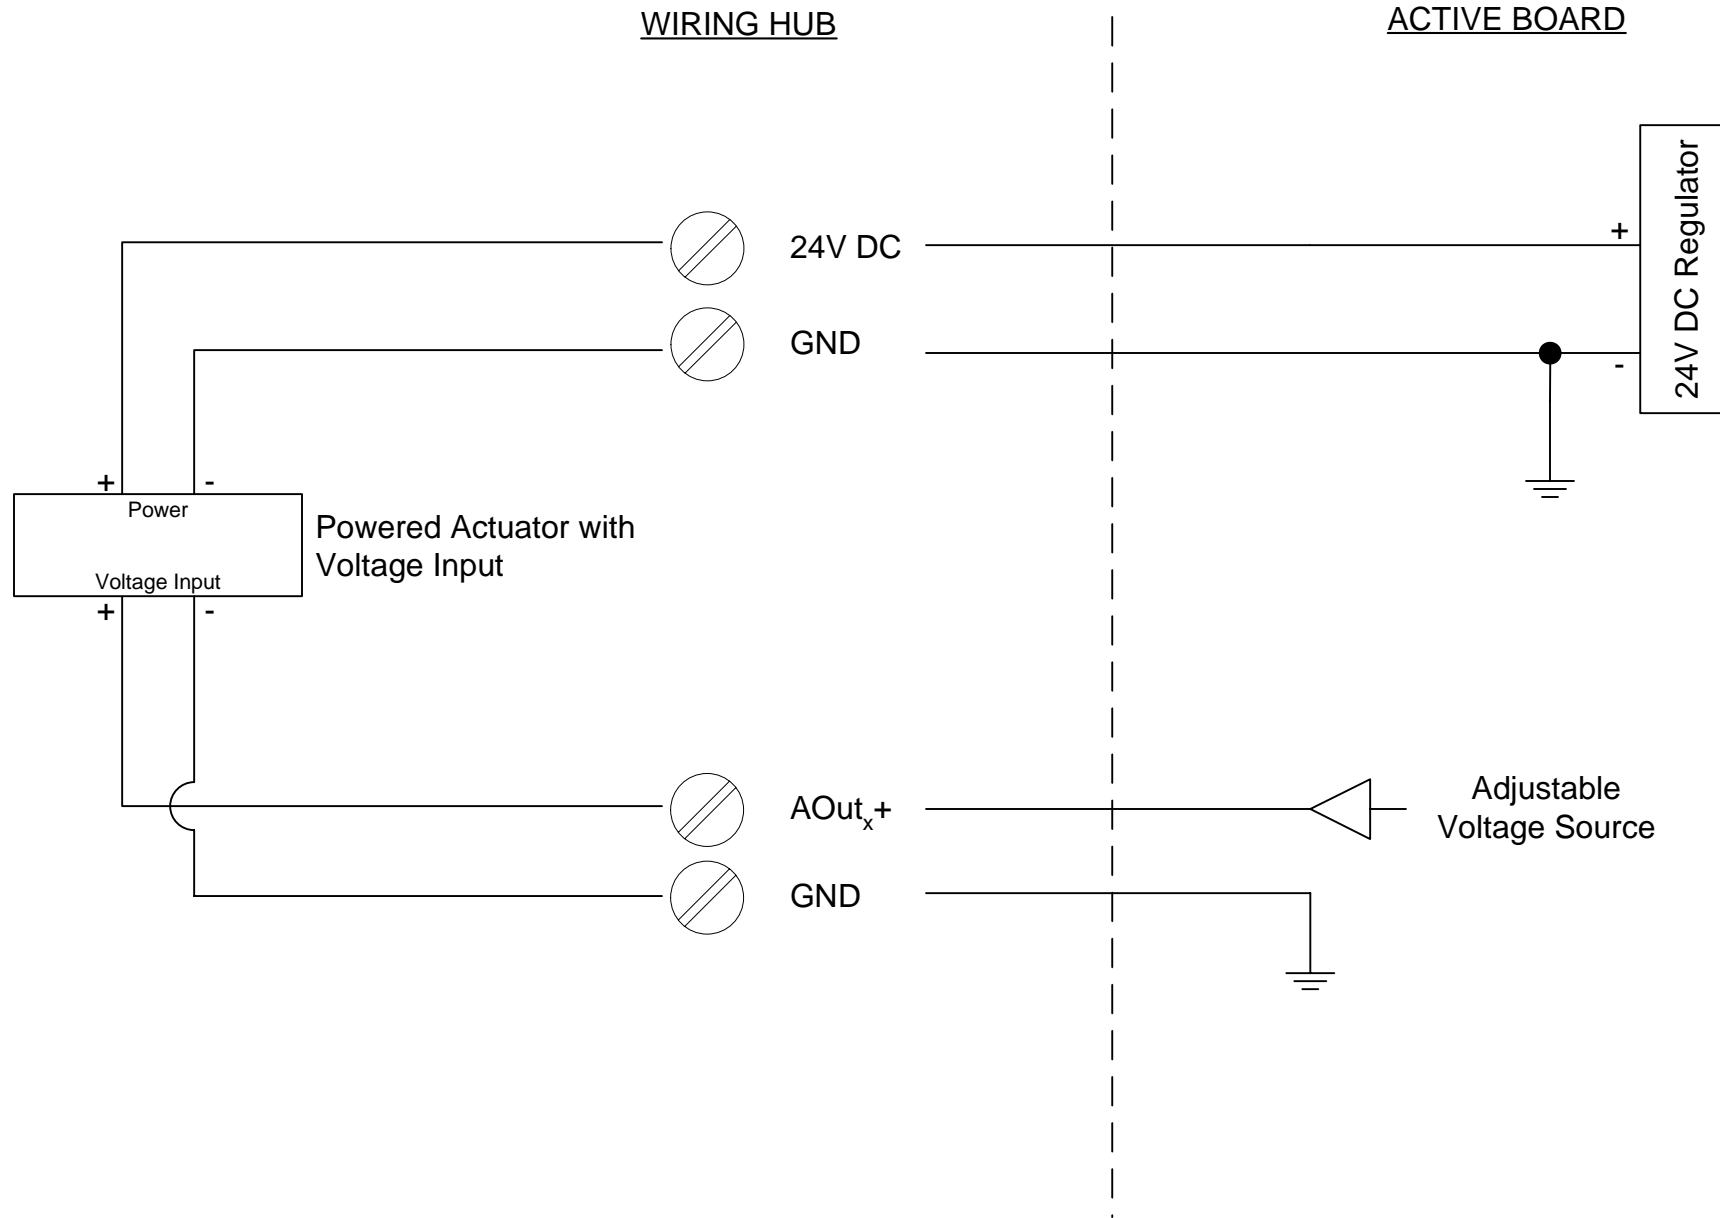 WIRING HUB
ACTIVE BOARD
24V DC
+
24V DC Regulator
GND
-
+ -
Power
Powered Actuator with
Voltage Input
Voltage Input
+ -
AOutₓ+
Adjustable
Voltage Source
GND